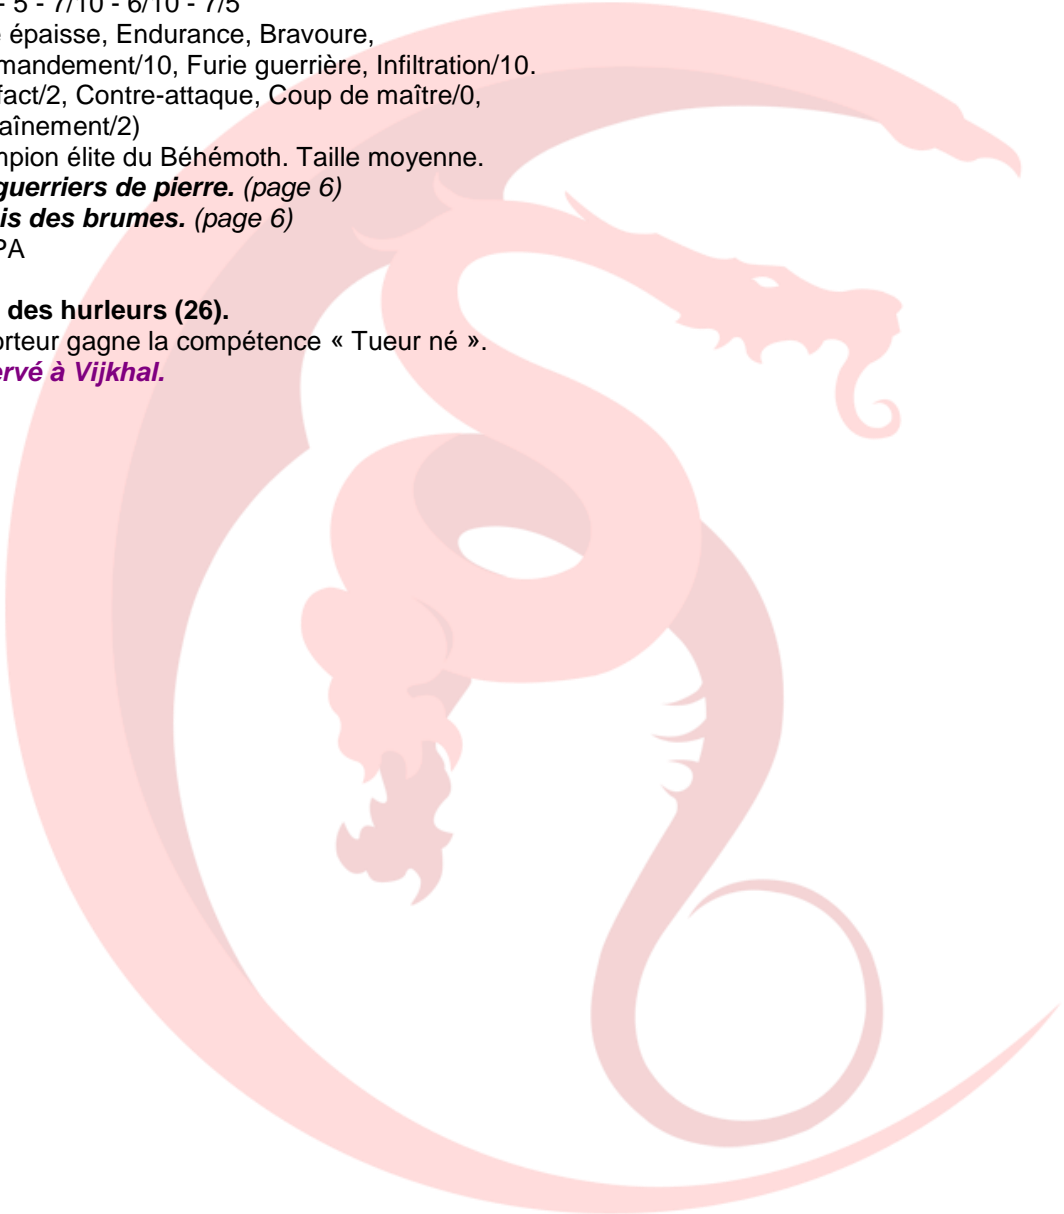 - 5 - 7/10 - 6/10 - 7/5
épaisse, Endurance, Bravoure,
mandement/10, Furie guerrière, Infiltration/10.
fact/2, Contre-attaque, Coup de maître/0,
aînement/2)
mpion élite du Béhémoth. Taille moyenne.
guerriers de pierre. (page 6)
is des brumes. (page 6)
PA
des hurleurs (26).
orteur gagne la compétence « Tueur né ».
ervé à Vijkhal.